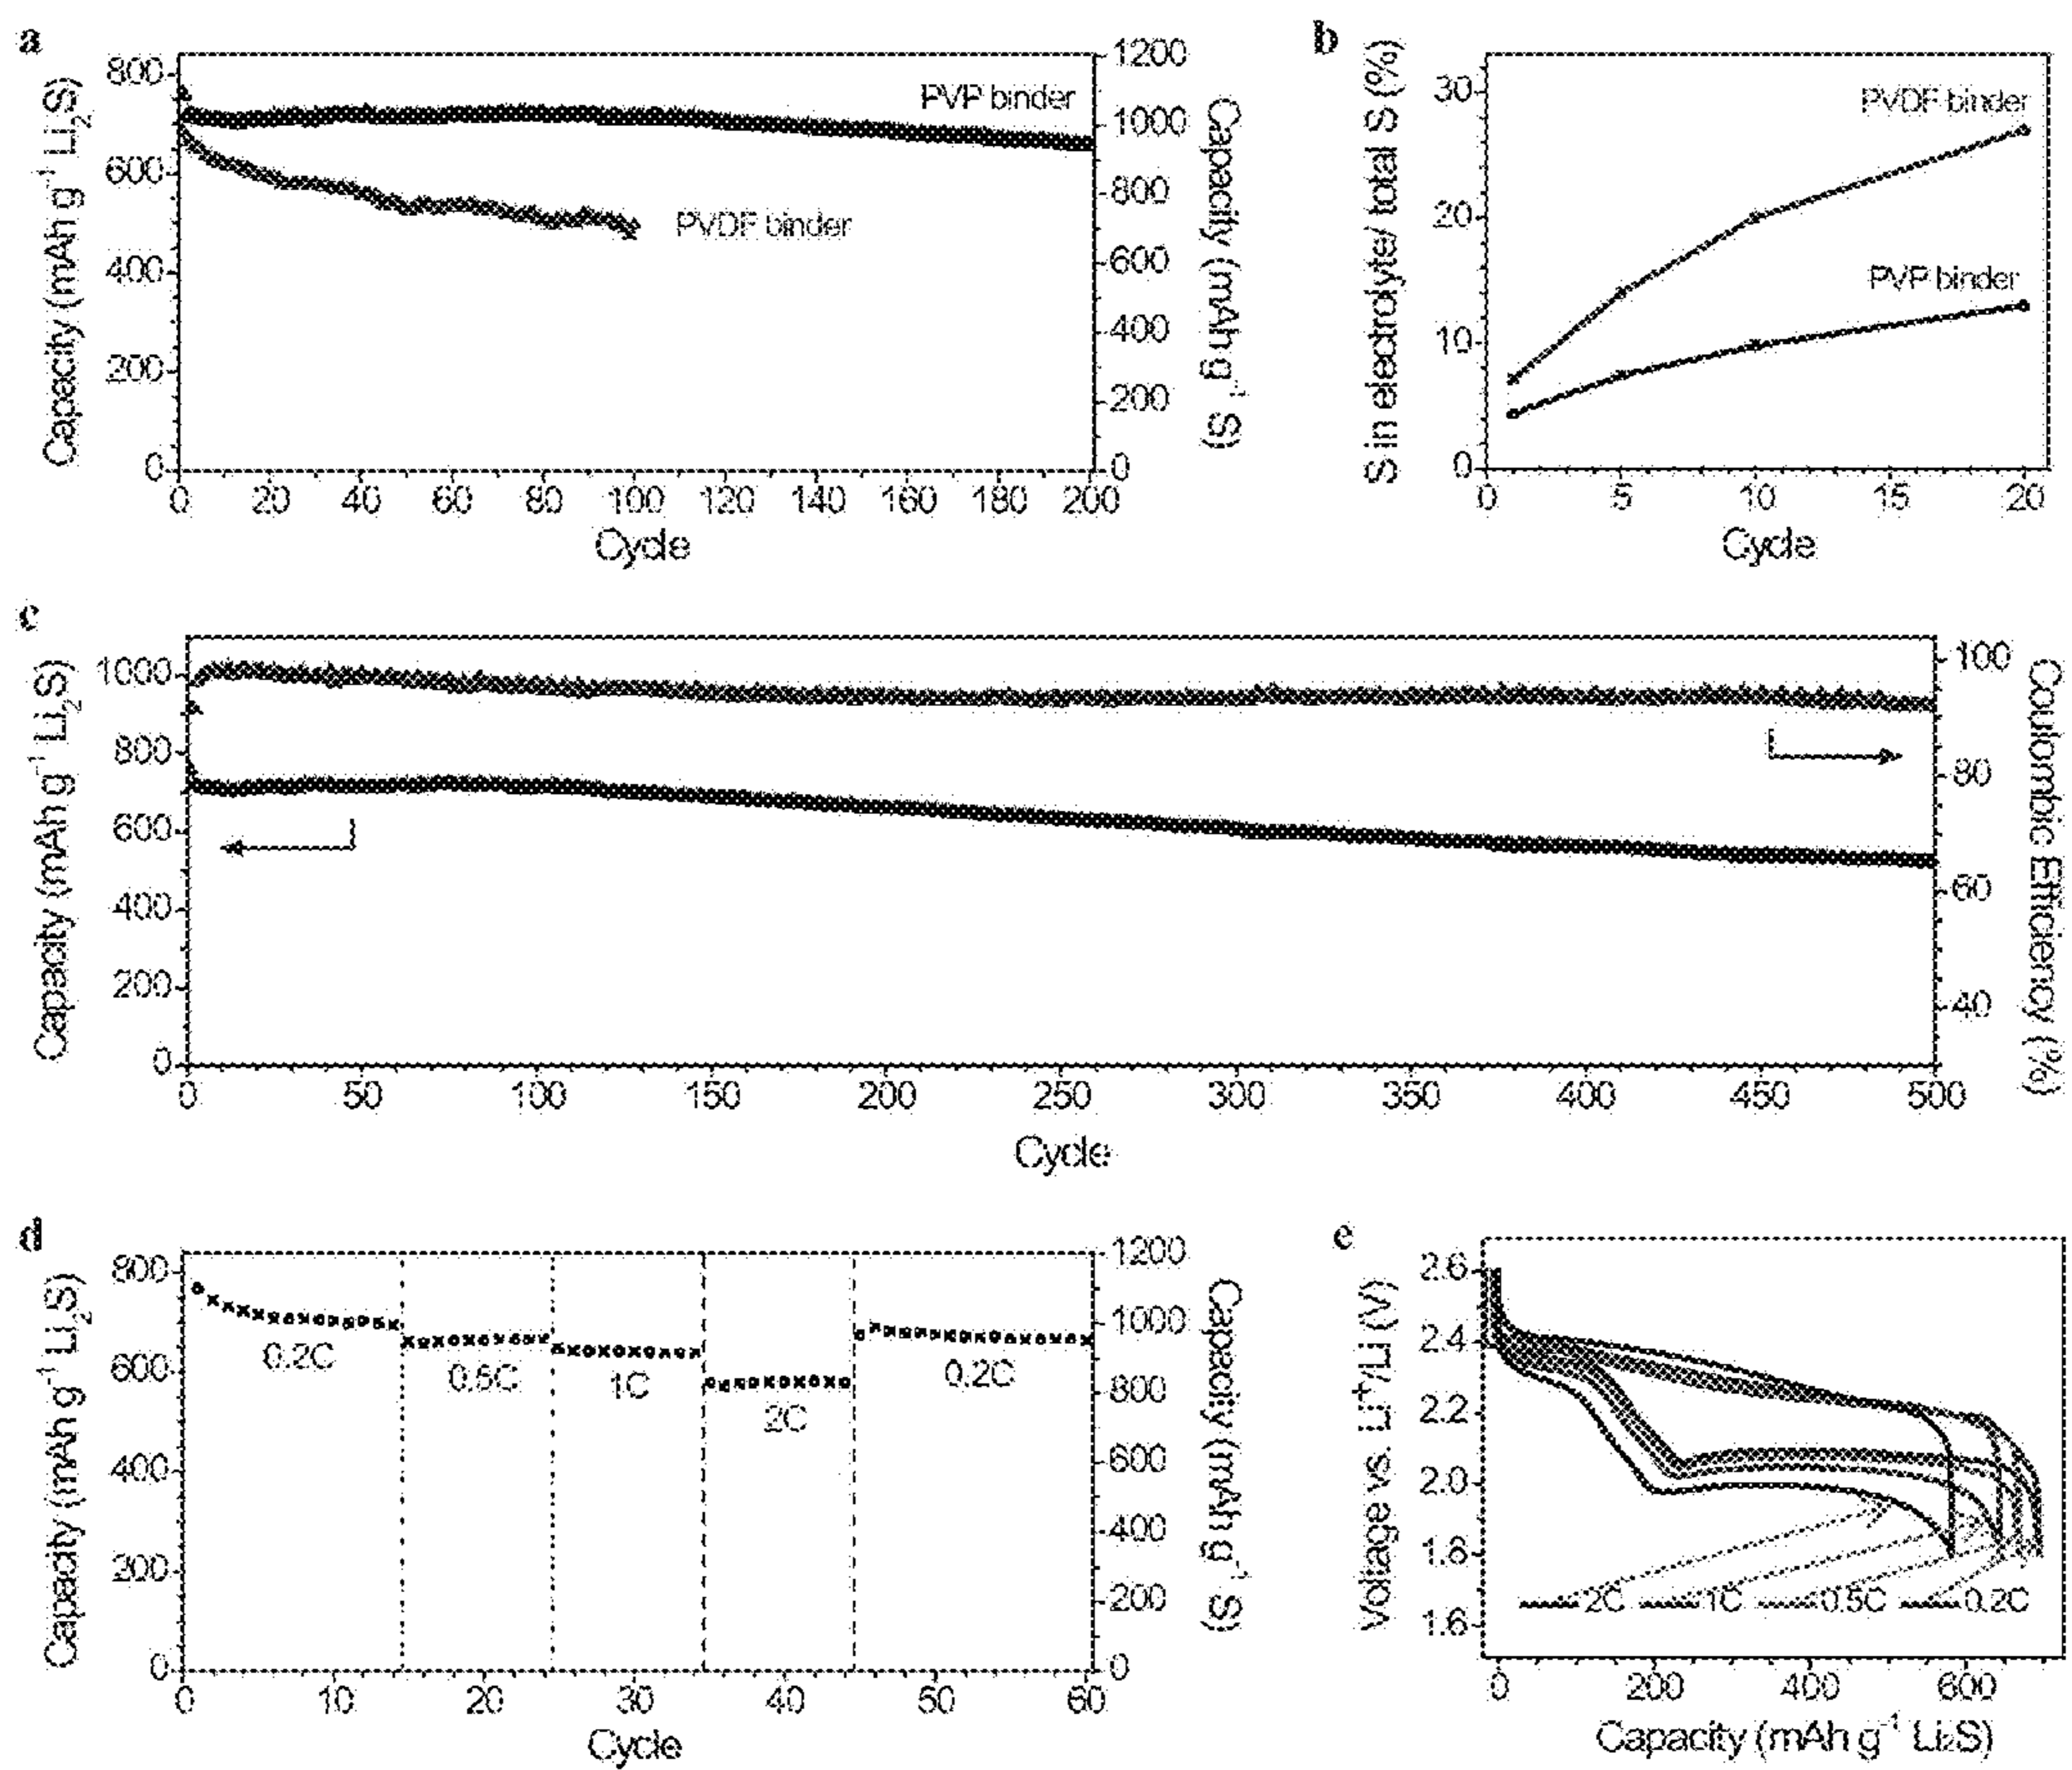 a
Capacity (mAh g⁻¹ Li₂S)
800
600
400
200
0
PVP binder
PVDF binder
1200
1000
800
600
400
200
0
Capacity (mAh g⁻¹ S)
0 20 40 60 80 100 120 140 160 180 200
Cycle
b
S in electrolyte/ total S (%)
30
20
10
0
PVDF binder
PVP binder
0 5 10 15 20
Cycle
c
Capacity (mAh g⁻¹ Li₂S)
1000
800
600
400
200
0
100
80
60
40
Coulombic Efficiency (%)
0 50 100 150 200 250 300 350 400 450 500
Cycle
d
Capacity (mAh g⁻¹ Li₂S)
800
600
400
200
0
0.2C
0.5C
1C
2C
0.2C
1200
1000
800
600
400
200
0
Capacity (mAh g⁻¹ S)
0 10 20 30 40 50 60
Cycle
e
Voltage vs. Li⁺/Li (V)
2.6
2.4
2.2
2.0
1.8
1.6
2C 1C 0.5C 0.2C
0 200 400 600
Capacity (mAh g⁻¹ Li₂S)